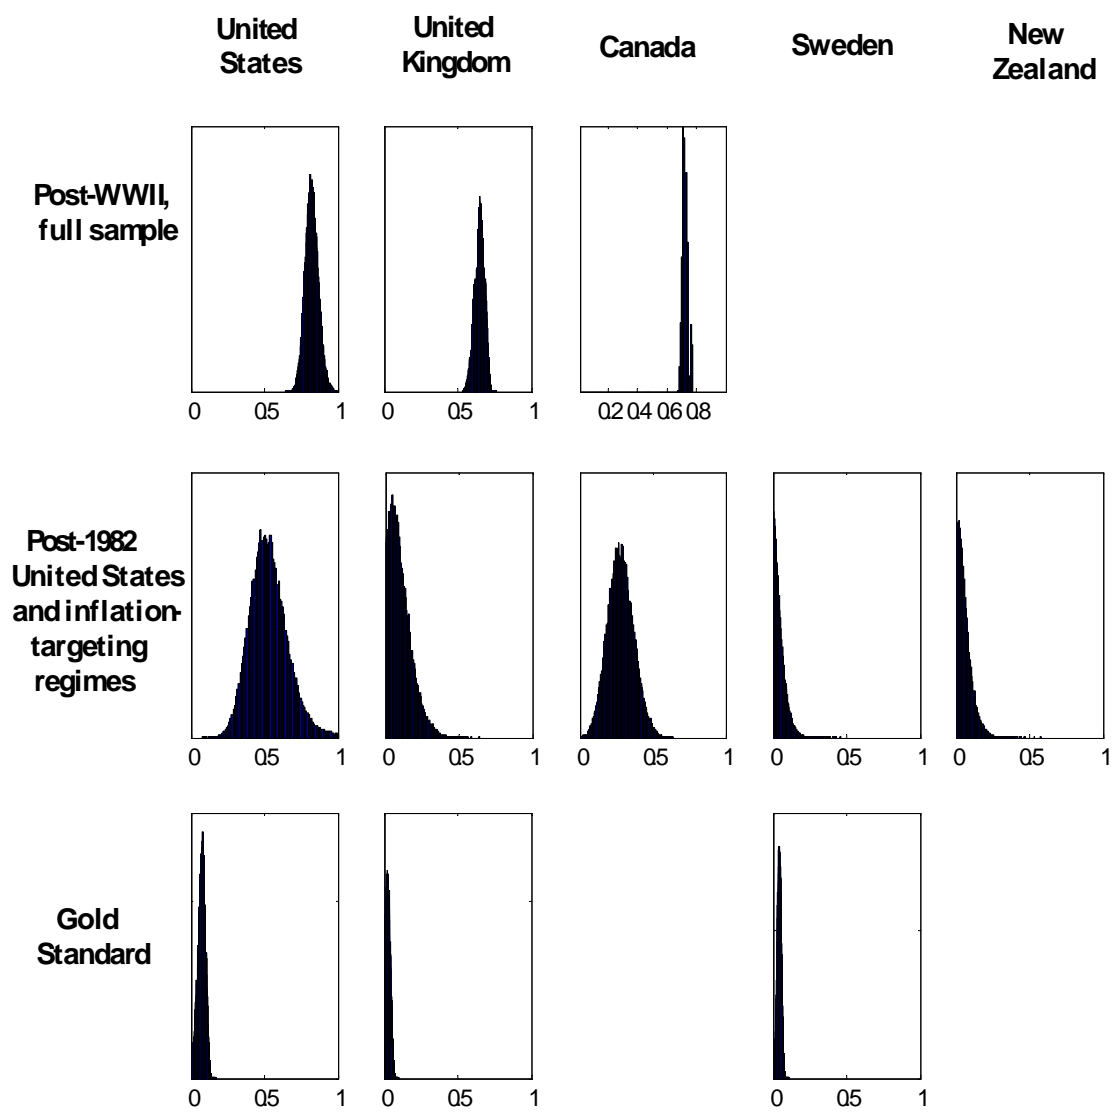 United
States
United
Kingdom
Canada
Sweden
New
Zealand
Post-WWII,
full sample
0 0.5 1
0 0.5 1
0.2 0.4 0.6 0.8
Post-1982
United States
and inflation-
targeting
regimes
0 0.5 1
0 0.5 1
0 0.5 1
0 0.5 1
0 0.5 1
Gold
Standard
0 0.5 1
0 0.5 1
0 0.5 1